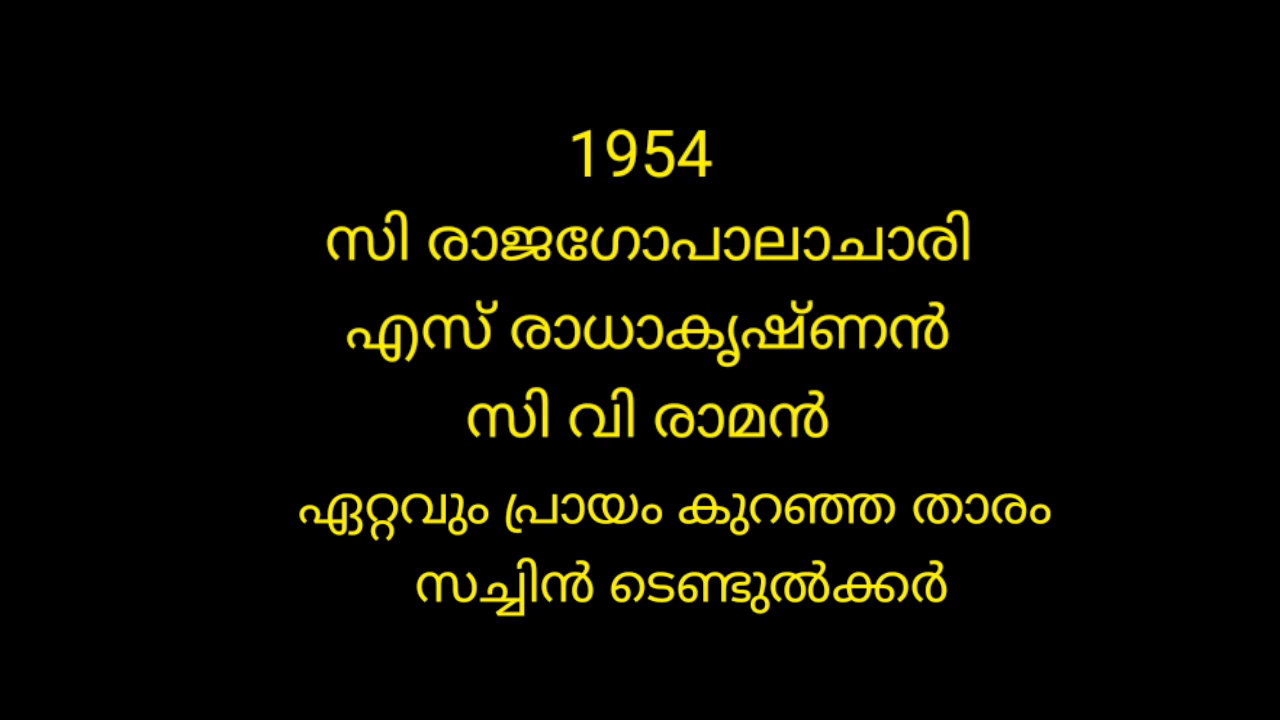 1954
സി രാജഗോപാലാചാരി
എസ് രാധാകൃഷ്ണൻ
സി വി രാമൻ
ഏറ്റവും പ്രായം കുറഞ്ഞ താരം
സച്ചിൻ ടെണ്ടുൽക്കർ